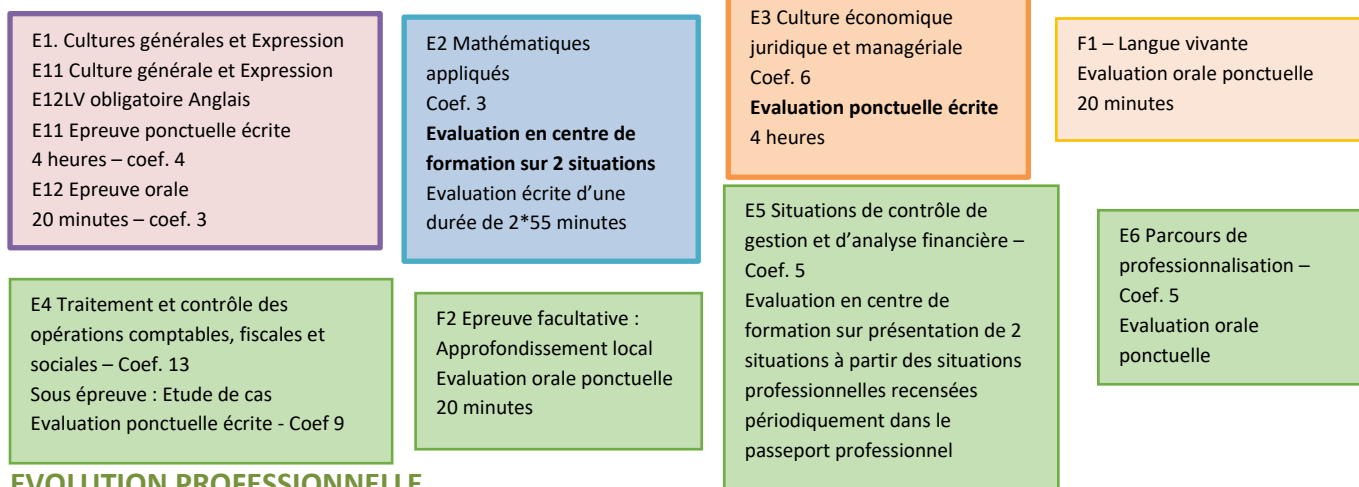 E1. Cultures générales et Expression
E11 Culture générale et Expression
E12LV obligatoire Anglais
E11 Epreuve ponctuelle écrite
4 heures – coef. 4
E12 Epreuve orale
20 minutes – coef. 3
E2 Mathématiques
appliqués
Coef. 3
Evaluation en centre de
formation sur 2 situations
Evaluation écrite d’une
durée de 2*55 minutes
E3 Culture économique
juridique et managériale
Coef. 6
Evaluation ponctuelle écrite
4 heures
F1 – Langue vivante
Evaluation orale ponctuelle
20 minutes
E4 Traitement et contrôle des
opérations comptables, fiscales et
sociales – Coef. 13
Sous épreuve : Etude de cas
Evaluation ponctuelle écrite - Coef 9
F2 Epreuve facultative :
Approfondissement local
Evaluation orale ponctuelle
20 minutes
E5 Situations de contrôle de
gestion et d’analyse financière –
Coef. 5
Evaluation en centre de
formation sur présentation de 2
situations à partir des situations
professionnelles recensées
périodiquement dans le
passeport professionnel
E6 Parcours de
professionnalisation –
Coef. 5
Evaluation orale
ponctuelle
EVOLUTION PROFESSIONNELLE